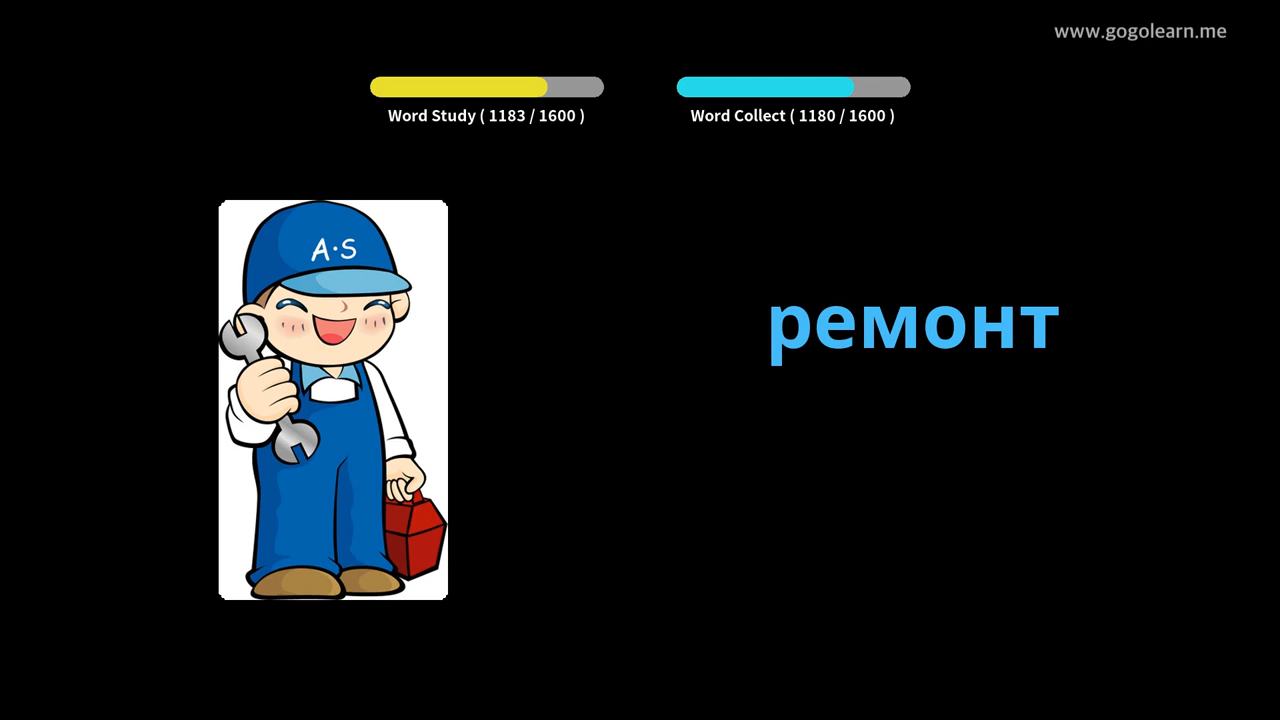 www.gogolearn.me
Word Study ( 1183 / 1600 )
Word Collect ( 1180 / 1600 )
A·S
ремонт